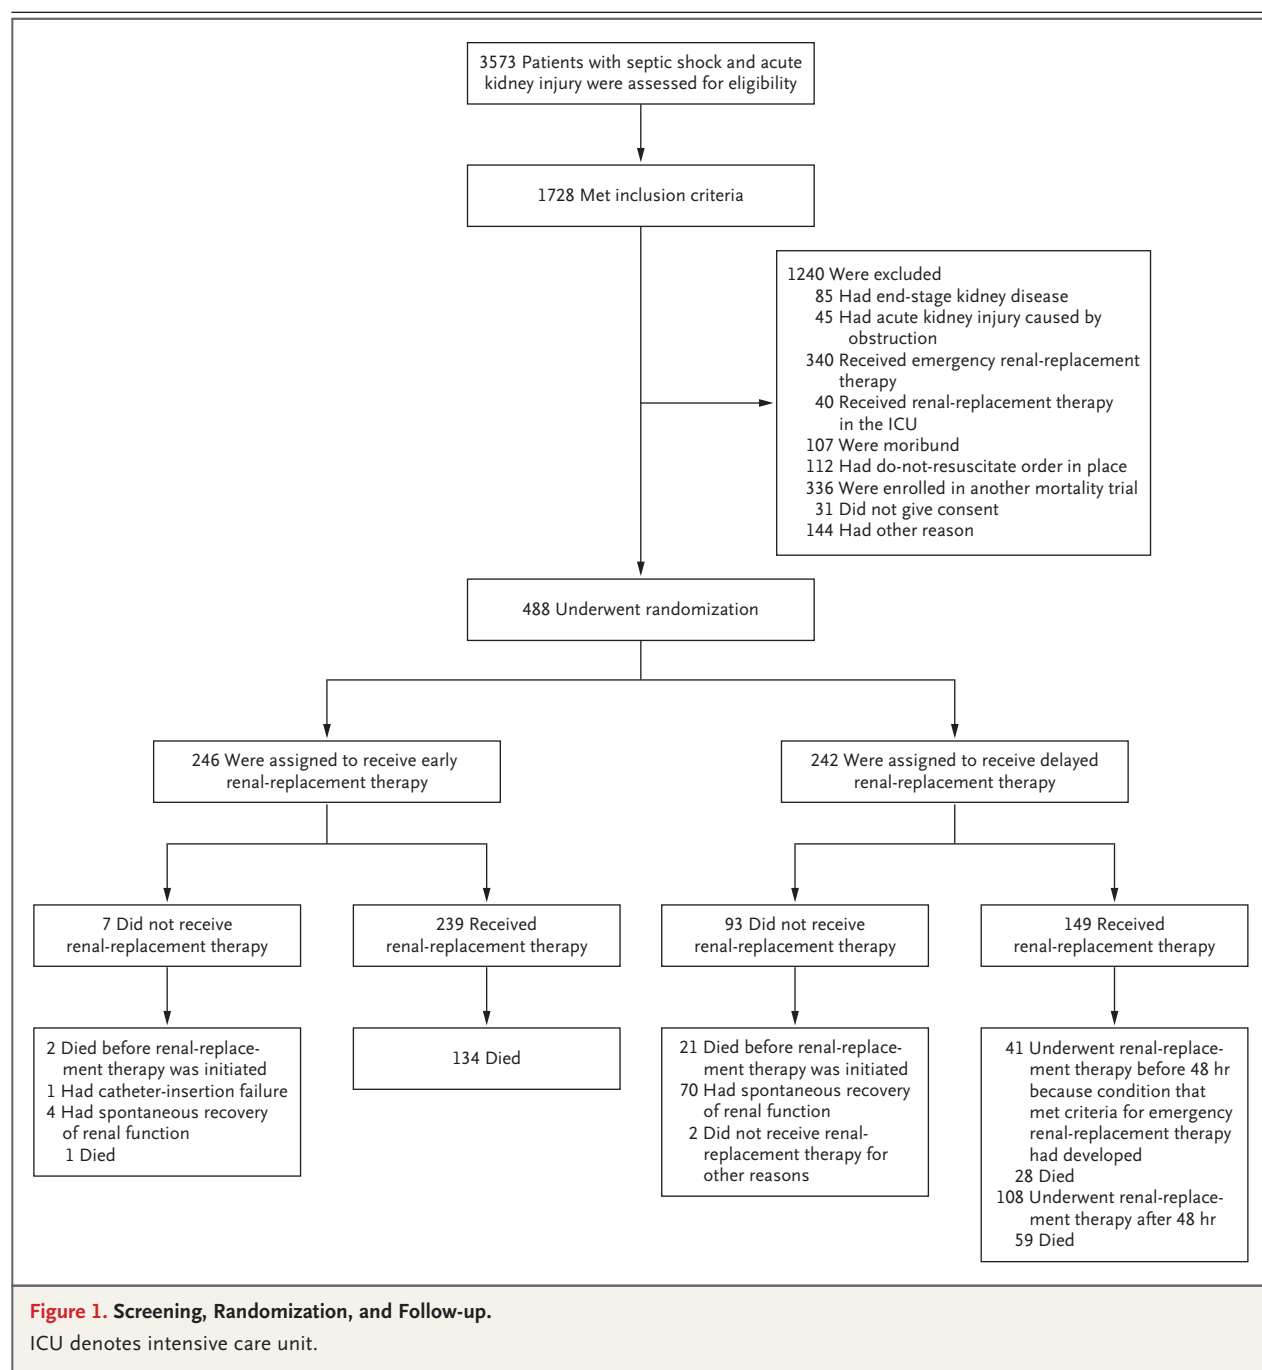 3573 Patients with septic shock and acute
kidney injury were assessed for eligibility
1728 Met inclusion criteria
1240 Were excluded
85 Had end-stage kidney disease
45 Had acute kidney injury caused by
obstruction
340 Received emergency renal-replacement
therapy
40 Received renal-replacement therapy
in the ICU
107 Were moribund
112 Had do-not-resuscitate order in place
336 Were enrolled in another mortality trial
31 Did not give consent
144 Had other reason
488 Underwent randomization
246 Were assigned to receive early
renal-replacement therapy
242 Were assigned to receive delayed
renal-replacement therapy
7 Did not receive
renal-replacement therapy
239 Received
renal-replacement therapy
93 Did not receive
renal-replacement therapy
149 Received
renal-replacement therapy
2 Died before renal-replace-
ment therapy was initiated
1 Had catheter-insertion failure
4 Had spontaneous recovery
of renal function
1 Died
134 Died
21 Died before renal-replace-
ment therapy was initiated
70 Had spontaneous recovery
of renal function
2 Did not receive renal-
replacement therapy for
other reasons
41 Underwent renal-replace-
ment therapy before 48 hr
because condition that
met criteria for emergency
renal-replacement therapy
had developed
28 Died
108 Underwent renal-replace-
ment therapy after 48 hr
59 Died
Figure 1. Screening, Randomization, and Follow-up.
ICU denotes intensive care unit.